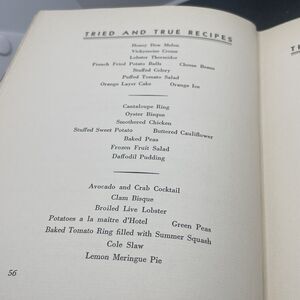 TRIED AND TRUE RECIPES
Honey Dew Melon
Vichyssoise Creme
Lobster Thermidor
French Fried Potato Balls Cheese Beans
Stuffed Celery
Puffed Tomato Salad
Orange Layer Cake Orange Ice
Cantaloupe Ring
Oyster Bisque
Smothered Chicken
Stuffed Sweet Potato Buttered Cauliflower
Baked Peas
Frozen Fruit Salad
Daffodil Pudding
Avocado and Crab Cocktail
Clam Bisque
Broiled Live Lobster
Potatoes a la maitre d'Hotel Green Peas
Baked Tomato Ring filled with Summer Squash
Cole Slaw
Lemon Meringue Pie
56